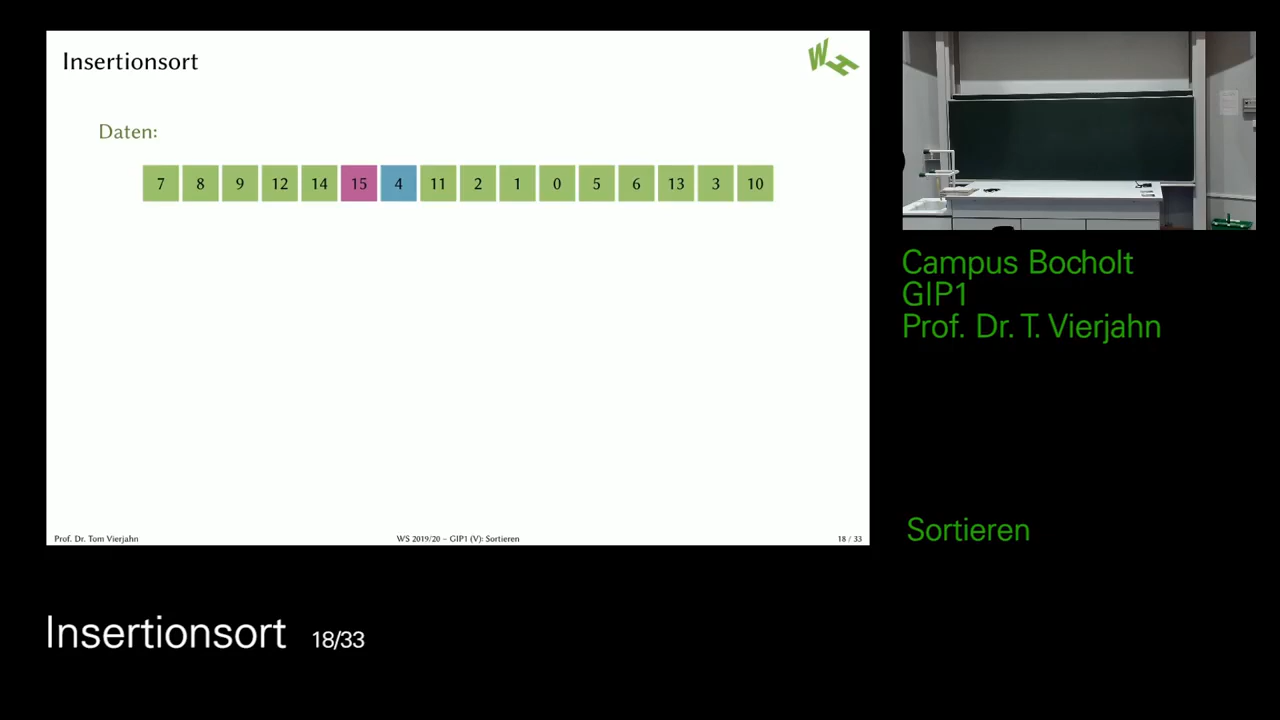 Insertionsort
WH
Daten:
7 8 9 12 14 15 4 11 2 1 0 5 6 13 3 10
Prof. Dr. Tom Vierjahn WS 2019/20 – GIP1 (V): Sortieren 18 / 33
Campus Bocholt
GIP1
Prof. Dr. T. Vierjahn
Sortieren
Insertionsort 18/33